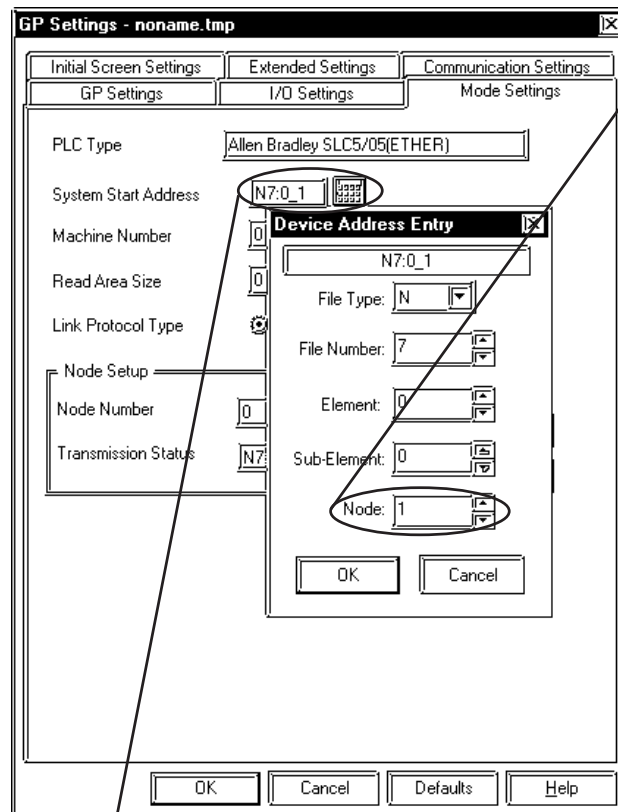 GP Settings - noname.tmp
Initial Screen Settings Extended Settings Communication Settings
GP Settings I/O Settings Mode Settings
PLC Type Allen Bradley SLC5/05(ETHER)
System Start Address N7:0_1
Machine Number 0
Read Area Size 0
Link Protocol Type
Node Setup
Node Number 0
Transmission Status N7
Device Address Entry
N7:0_1
File Type: N
File Number: 7
Element: 0
Sub-Element: 0
Node: 1
OK Cancel
OK Cancel Defaults Help